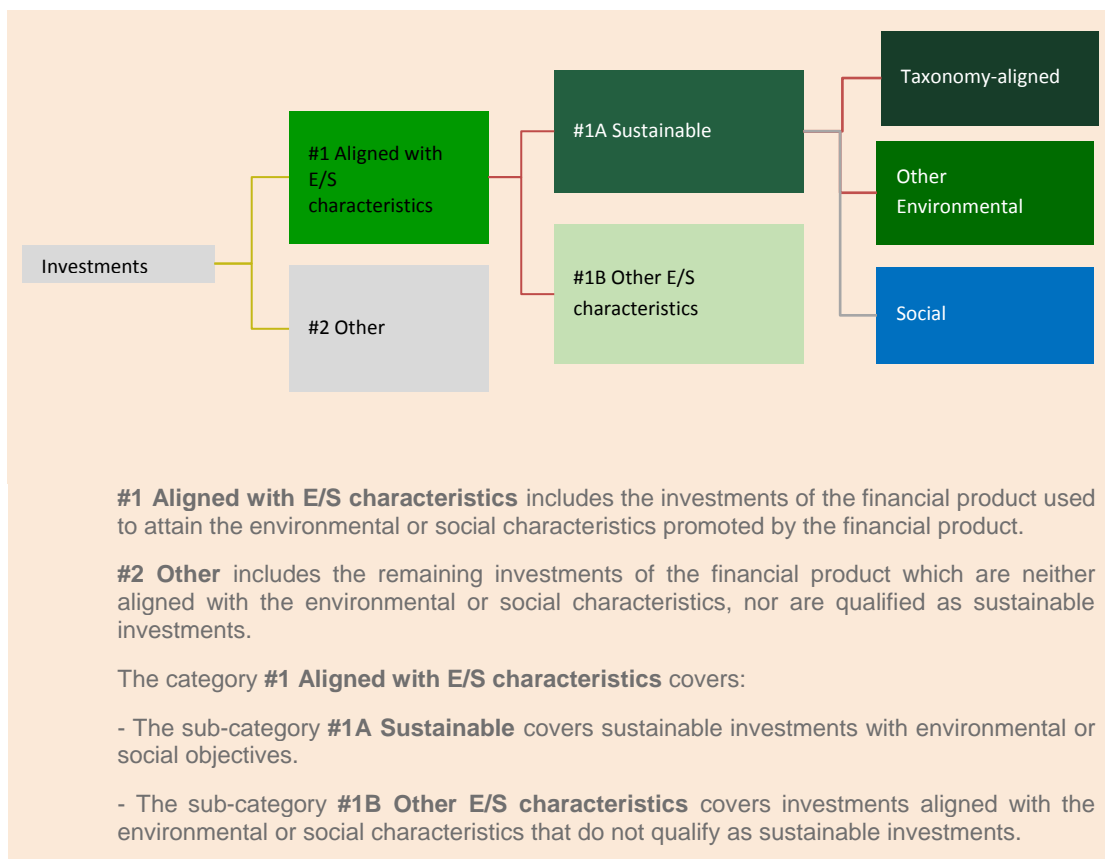 Taxonomy-aligned
#1A Sustainable
#1 Aligned with
E/S
characteristics
Other
Environmental
Investments
#1B Other E/S
characteristics
#2 Other
Social
#1 Aligned with E/S characteristics includes the investments of the financial product used
to attain the environmental or social characteristics promoted by the financial product.
#2 Other includes the remaining investments of the financial product which are neither
aligned with the environmental or social characteristics, nor are qualified as sustainable
investments.
The category #1 Aligned with E/S characteristics covers:
- The sub-category #1A Sustainable covers sustainable investments with environmental or
social objectives.
- The sub-category #1B Other E/S characteristics covers investments aligned with the
environmental or social characteristics that do not qualify as sustainable investments.